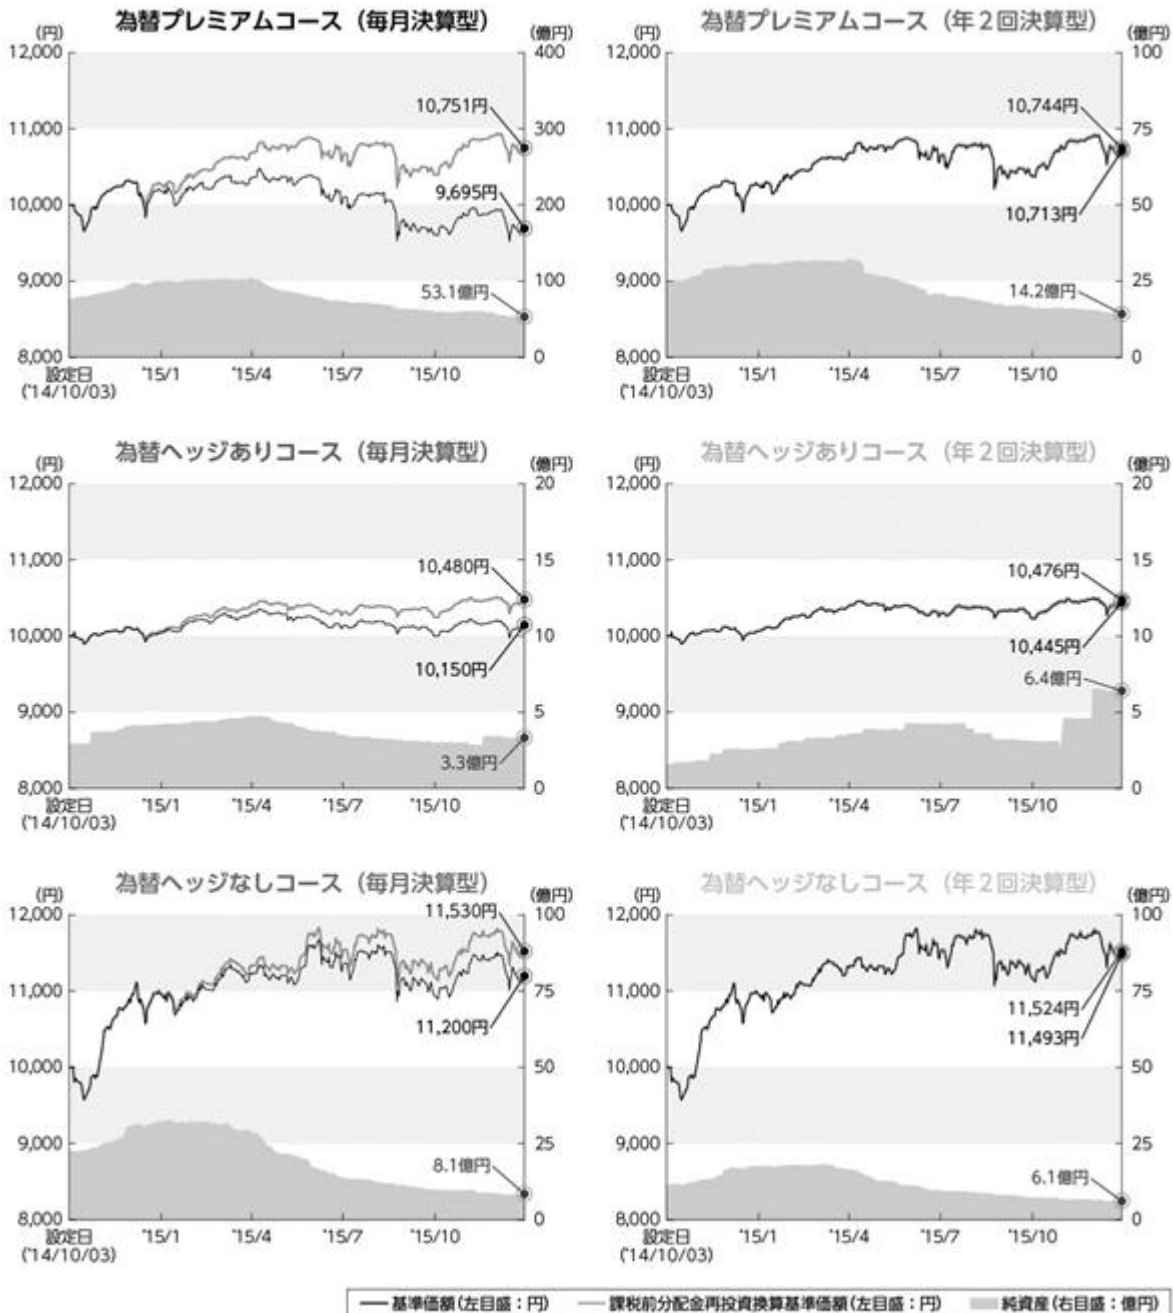 為替プレミアムコース（毎月決算型）
(円)
(億円)
12,000
11,000
10,000
9,000
8,000
400
300
200
100
0
10,751円
9,695円
53.1億円
設定日
('14/10/03)
'15/1
'15/4
'15/7
'15/10
為替プレミアムコース（年２回決算型）
(円)
(億円)
12,000
11,000
10,000
9,000
8,000
100
75
50
25
0
10,744円
10,713円
14.2億円
設定日
('14/10/03)
'15/1
'15/4
'15/7
'15/10
為替ヘッジありコース（毎月決算型）
(円)
(億円)
12,000
11,000
10,000
9,000
8,000
20
15
10
5
0
10,480円
10,150円
3.3億円
設定日
('14/10/03)
'15/1
'15/4
'15/7
'15/10
為替ヘッジありコース（年２回決算型）
(円)
(億円)
12,000
11,000
10,000
9,000
8,000
20
15
10
5
0
10,476円
10,445円
6.4億円
設定日
('14/10/03)
'15/1
'15/4
'15/7
'15/10
為替ヘッジなしコース（毎月決算型）
(円)
(億円)
12,000
11,000
10,000
9,000
8,000
100
75
50
25
0
11,530円
11,200円
8.1億円
設定日
('14/10/03)
'15/1
'15/4
'15/7
'15/10
為替ヘッジなしコース（年２回決算型）
(円)
(億円)
12,000
11,000
10,000
9,000
8,000
100
75
50
25
0
11,524円
11,493円
6.1億円
設定日
('14/10/03)
'15/1
'15/4
'15/7
'15/10
基準価額(左目盛：円) 課税前分配金再投資換算基準価額(左目盛：円) 純資産(右目盛：億円)